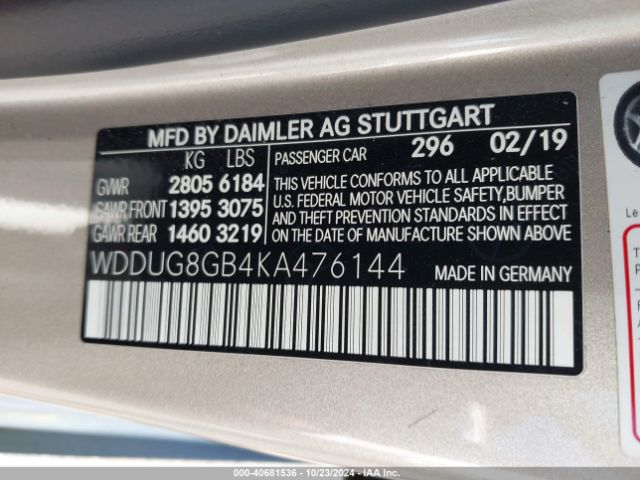 MFD BY DAIMLER AG STUTTGART
KG LBS PASSENGER CAR 296 02/19
GVWR 2805 6184
GAWR FRONT 1395 3075
GAWR REAR 1460 3219
THIS VEHICLE CONFORMS TO ALL APPLICABLE
U.S. FEDERAL MOTOR VEHICLE SAFETY,BUMPER
AND THEFT PREVENTION STANDARDS IN EFFECT
ON THE DATE OF MANUFACTURE SHOWN ABOVE
WDDUG8GB4KA476144 MADE IN GERMANY
Le
000-40681536 - 10/23/2024 - IAA Inc.